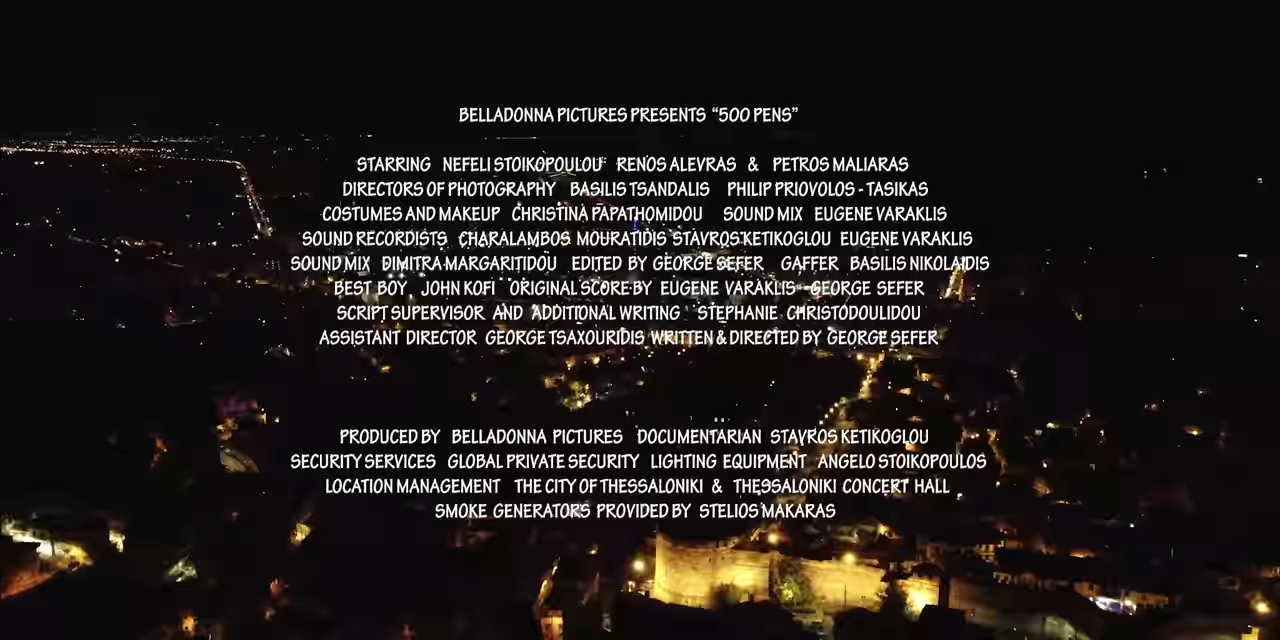 BELLADONNA PICTURES PRESENTS “500 PENS”
STARRING NEFELI STOIKOPOULOU RENOS ALEVRAS & PETROS MALIARAS
DIRECTORS OF PHOTOGRAPHY BASILIS TSANDALIS PHILIP PRIOVOLOS - TASIKAS
COSTUMES AND MAKEUP CHRISTINA PAPATHOMIDOU SOUND MIX EUGENE VARAKLIS
SOUND RECORDISTS CHARALAMBOS MOURATIDIS STAVROS KETIKOGLOU EUGENE VARAKLIS
SOUND MIX DIMITRA MARGARITIDOU EDITED BY GEORGE SEFER GAFFER BASILIS NIKOLAIDIS
BEST BOY JOHN KOFI ORIGINAL SCORE BY EUGENE VARAKLIS - GEORGE SEFER
SCRIPT SUPERVISOR AND ADDITIONAL WRITING STEPHANIE CHRISTODOULIDOU
ASSISTANT DIRECTOR GEORGE TSAXOURIDIS WRITTEN & DIRECTED BY GEORGE SEFER
PRODUCED BY BELLADONNA PICTURES DOCUMENTARIAN STAVROS KETIKOGLOU
SECURITY SERVICES GLOBAL PRIVATE SECURITY LIGHTING EQUIPMENT ANGELO STOIKOPOULOS
LOCATION MANAGEMENT THE CITY OF THESSALONIKI & THESSALONIKI CONCERT HALL
SMOKE GENERATORS PROVIDED BY STELIOS MAKARAS